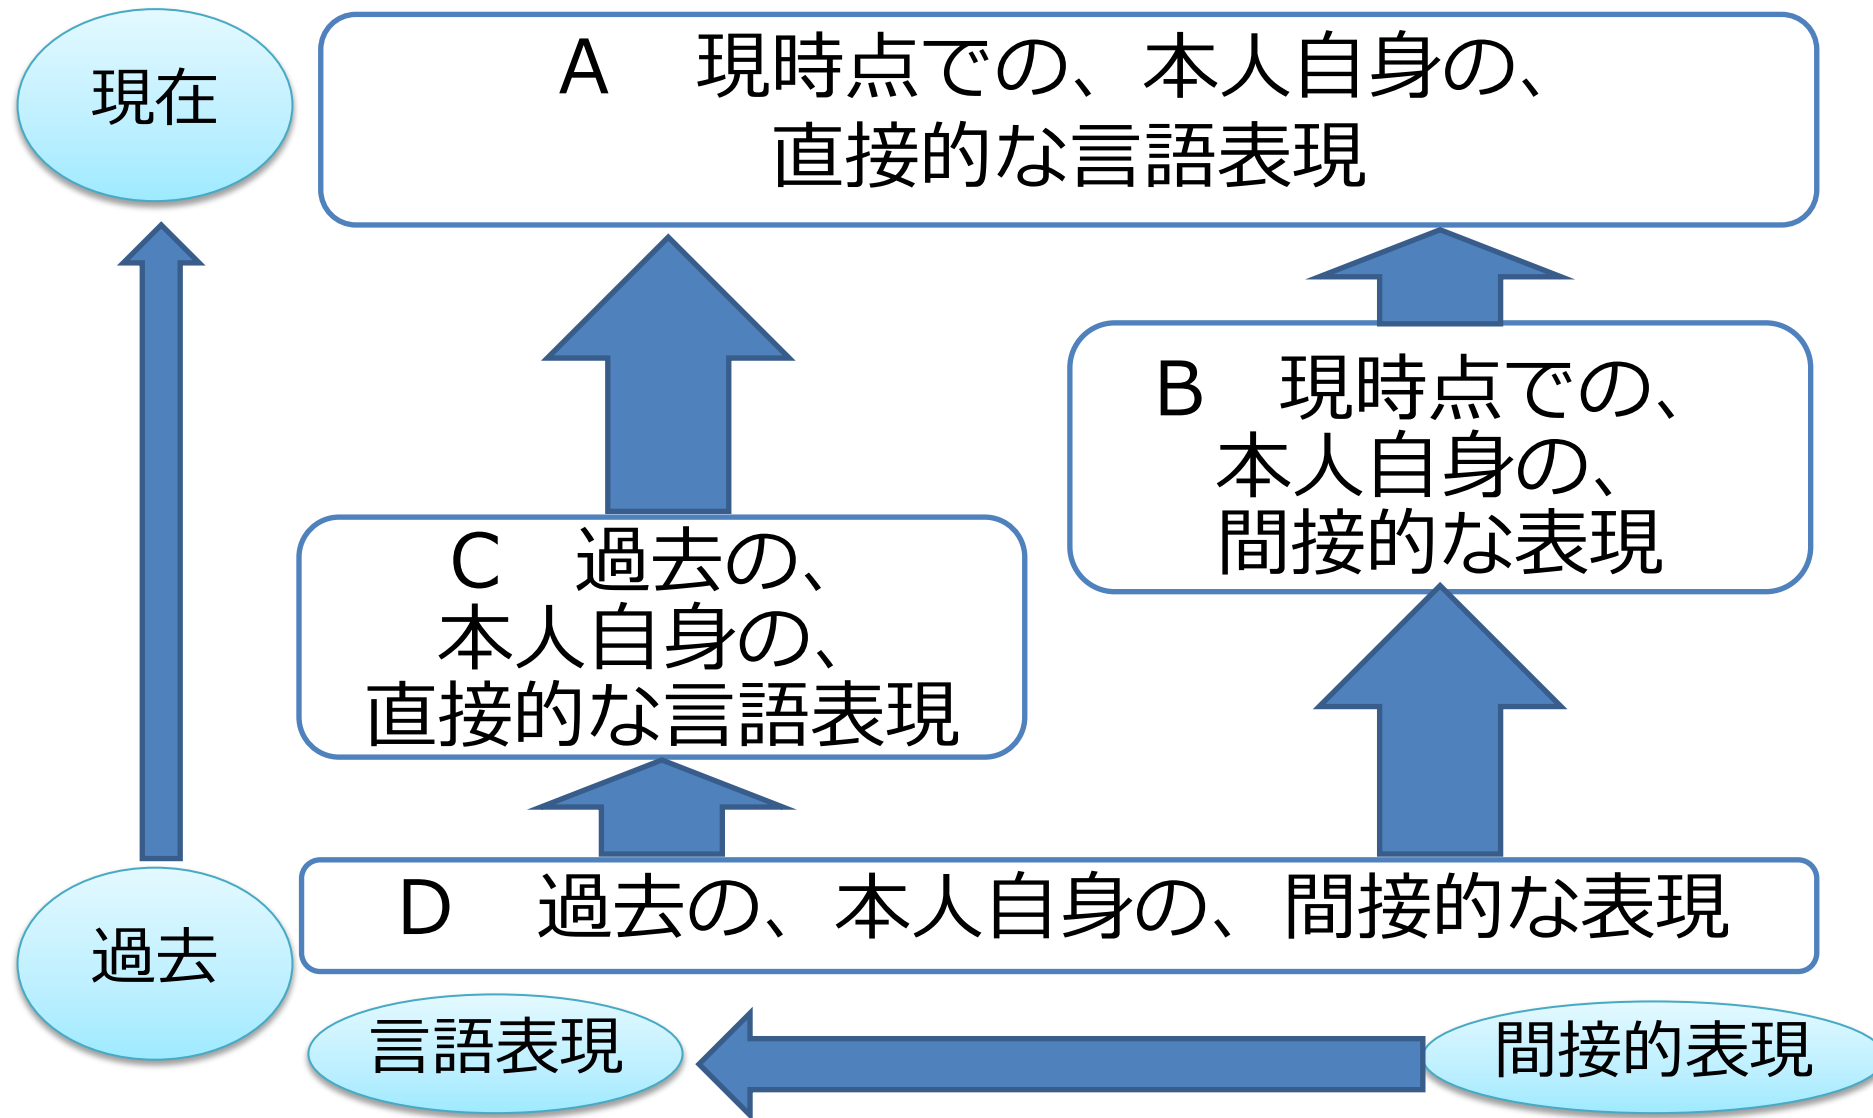 現在
A　現時点での、本人自身の、
直接的な言語表現
B　現時点での、
本人自身の、
間接的な表現
C　過去の、
本人自身の、
直接的な言語表現
D　過去の、本人自身の、間接的な表現
過去
言語表現
間接的表現